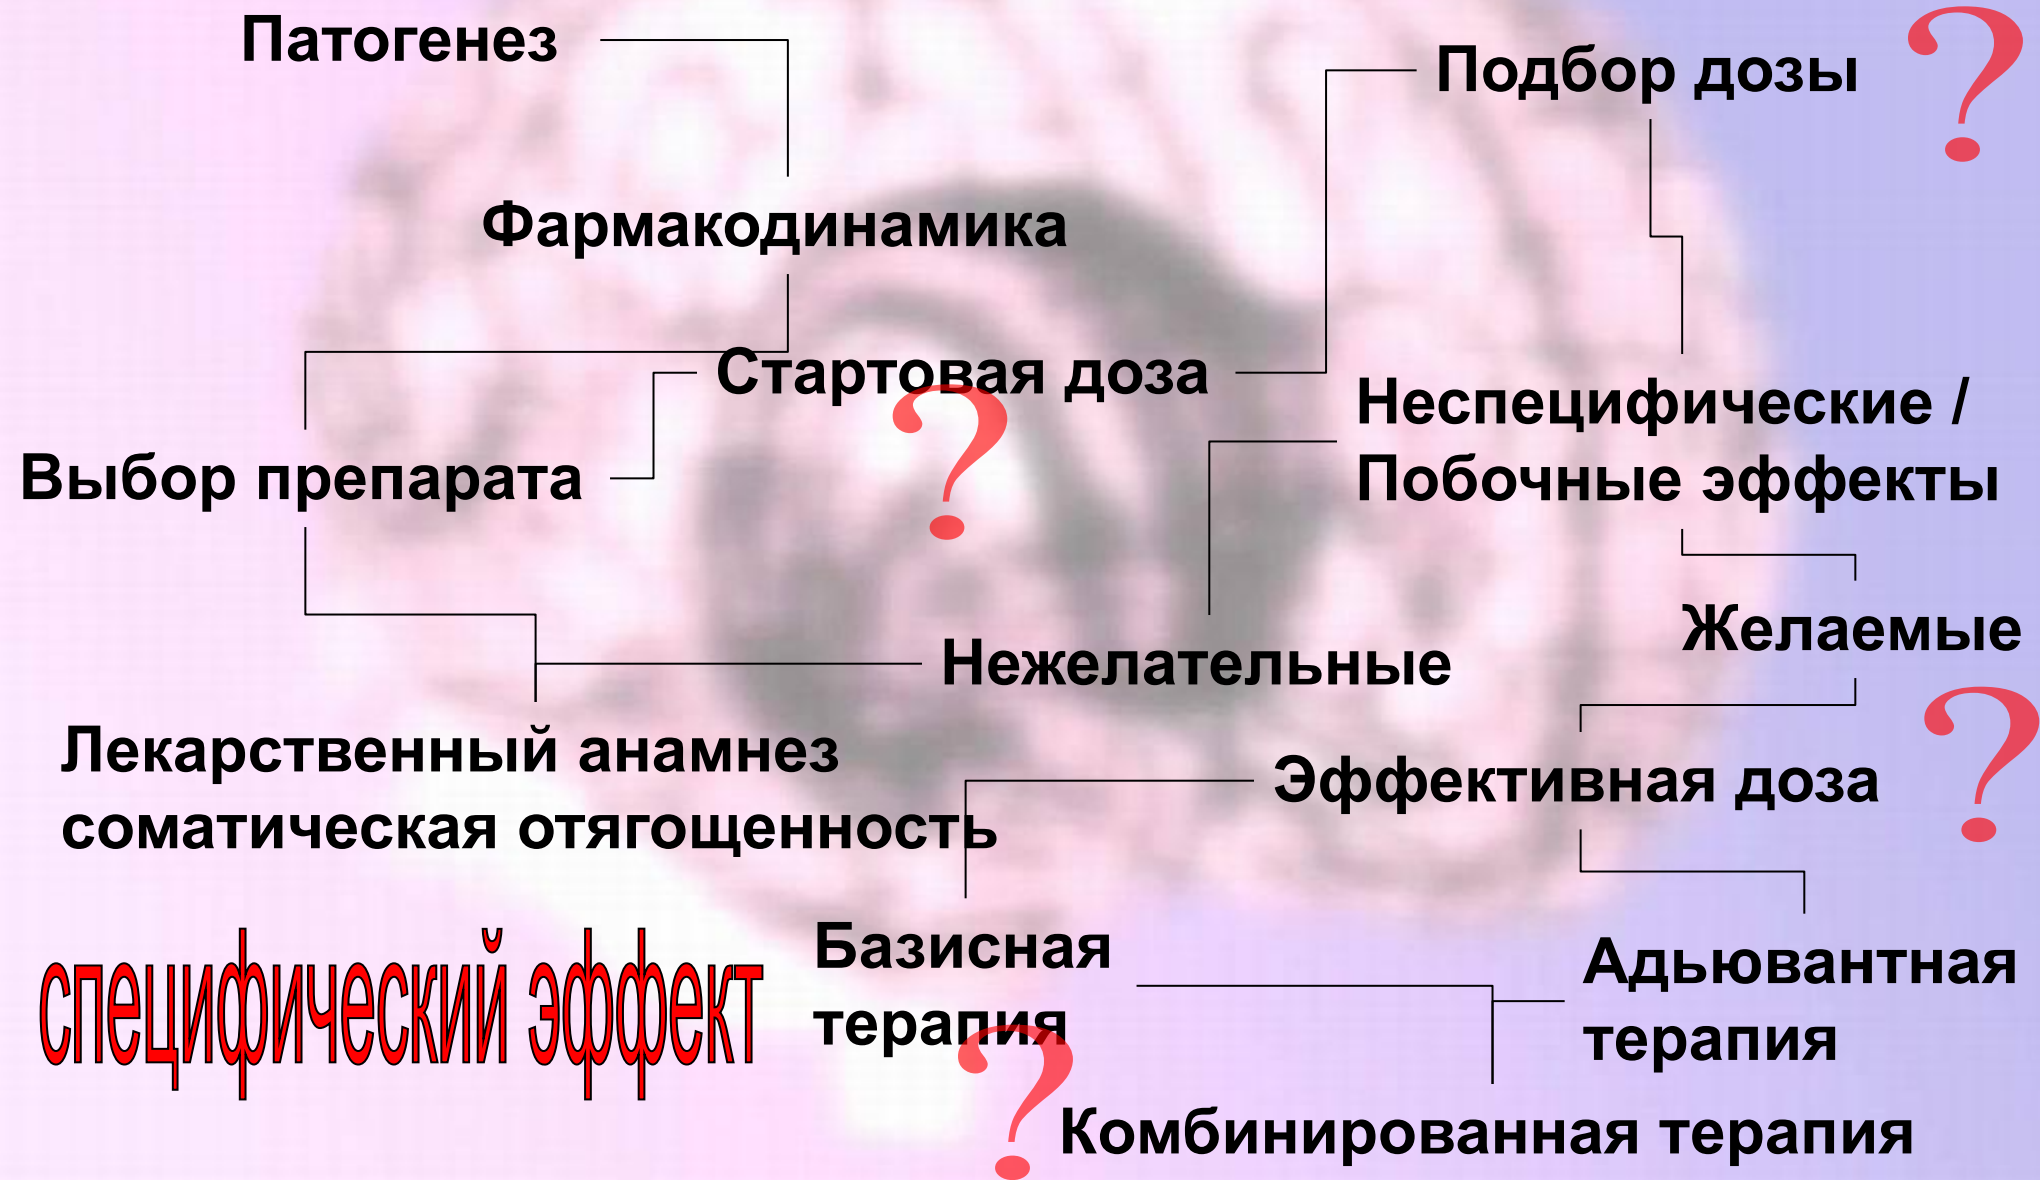 Патогенез
Подбор дозы
?
Фармакодинамика
Стартовая доза
?
Неспецифические /
Побочные эффекты
Выбор препарата
Желаемые
Нежелательные
?
Лекарственный анамнез
соматическая отягощенность
Эффективная доза
специфический эффект
Базисная
терапия
?
Адьювантная
терапия
Комбинированная терапия